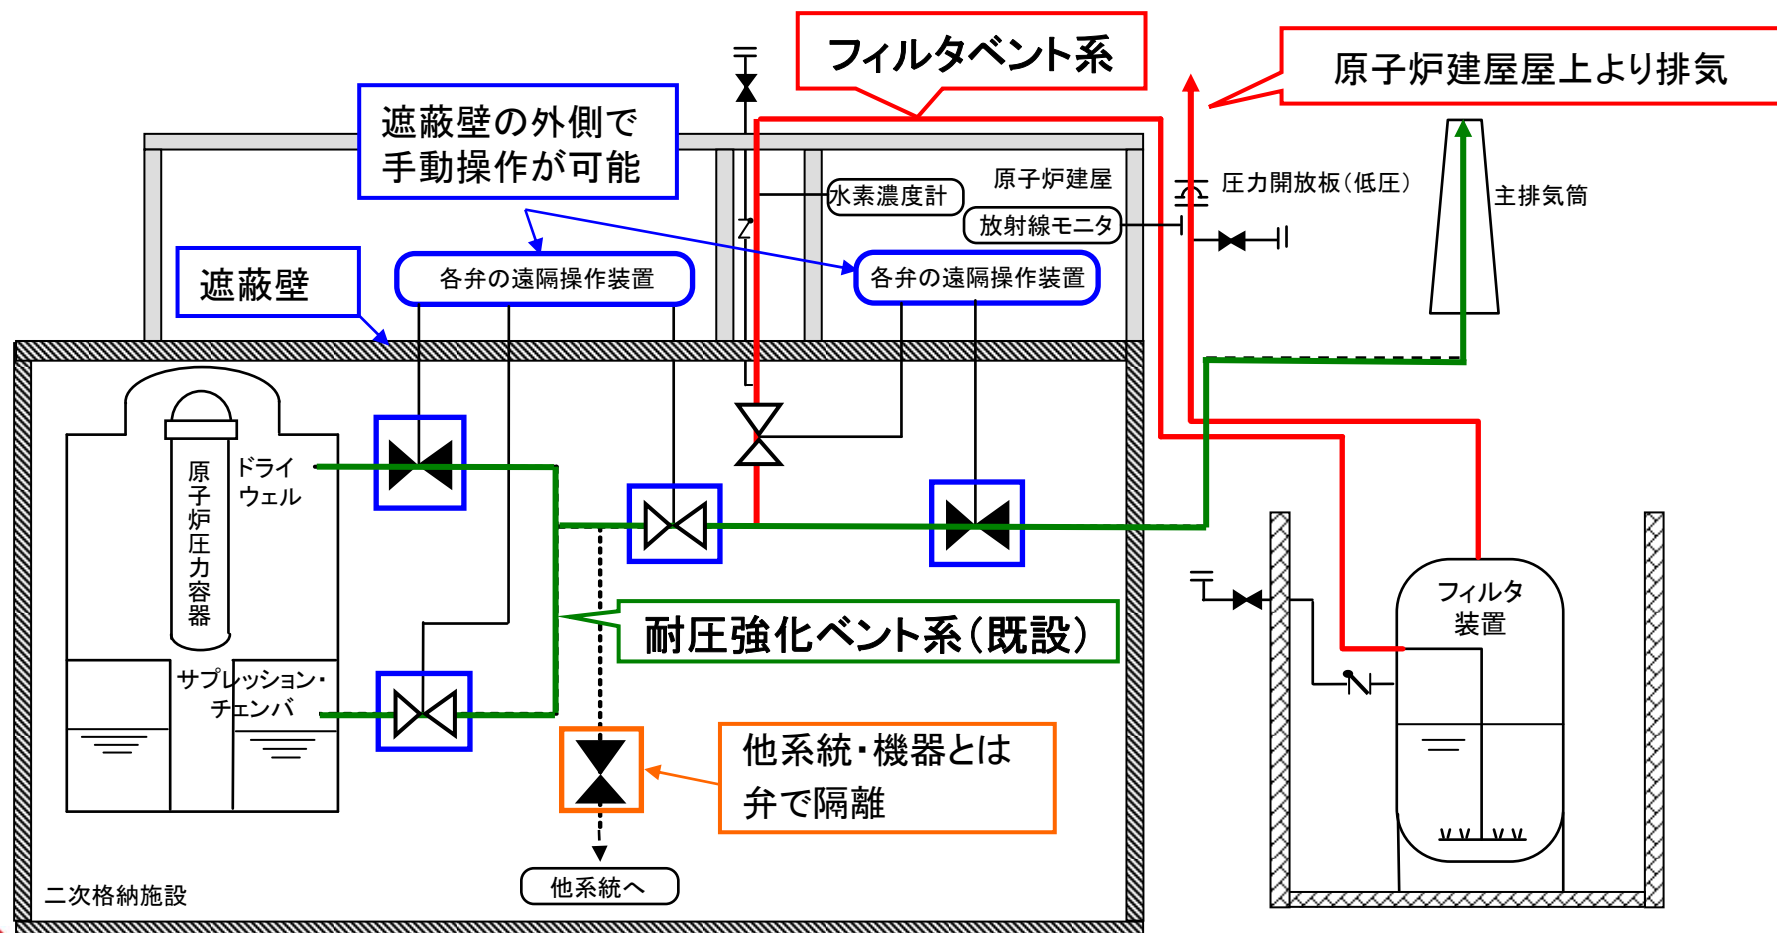 フィルタベント系
原子炉建屋屋上より排気
遮蔽壁の外側で
手動操作が可能
水素濃度計
原子炉建屋
放射線モニタ
圧力開放板（低圧）
主排気筒
遮蔽壁
各弁の遠隔操作装置
各弁の遠隔操作装置
原子炉圧力容器
ドライ
ウェル
サプレッション・
チェンバ
耐圧強化ベント系（既設）
フィルタ
装置
他系統・機器とは
弁で隔離
他系統へ
二次格納施設